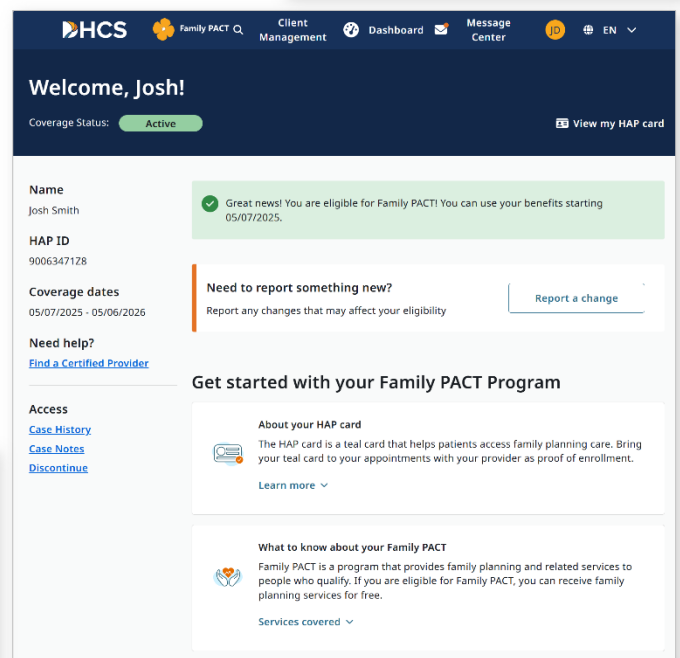 DHCS
Family PACT
Client
Management
Dashboard
Message
Center
JD
EN
Welcome, Josh!
Coverage Status:
Active
View my HAP card
Name
Josh Smith
HAP ID
90063471Z8
Coverage dates
05/07/2025 - 05/06/2026
Need help?
Find a Certified Provider
Access
Case History
Case Notes
Discontinue
Great news! You are eligible for Family PACT! You can use your benefits starting
05/07/2025.
Need to report something new?
Report any changes that may affect your eligibility
Report a change
Get started with your Family PACT Program
About your HAP card
The HAP card is a teal card that helps patients access family planning care. Bring
your teal card to your appointments with your provider as proof of enrollment.
Learn more
What to know about your Family PACT
Family PACT is a program that provides family planning and related services to
people who qualify. If you are eligible for Family PACT, you can receive family
planning services for free.
Services covered